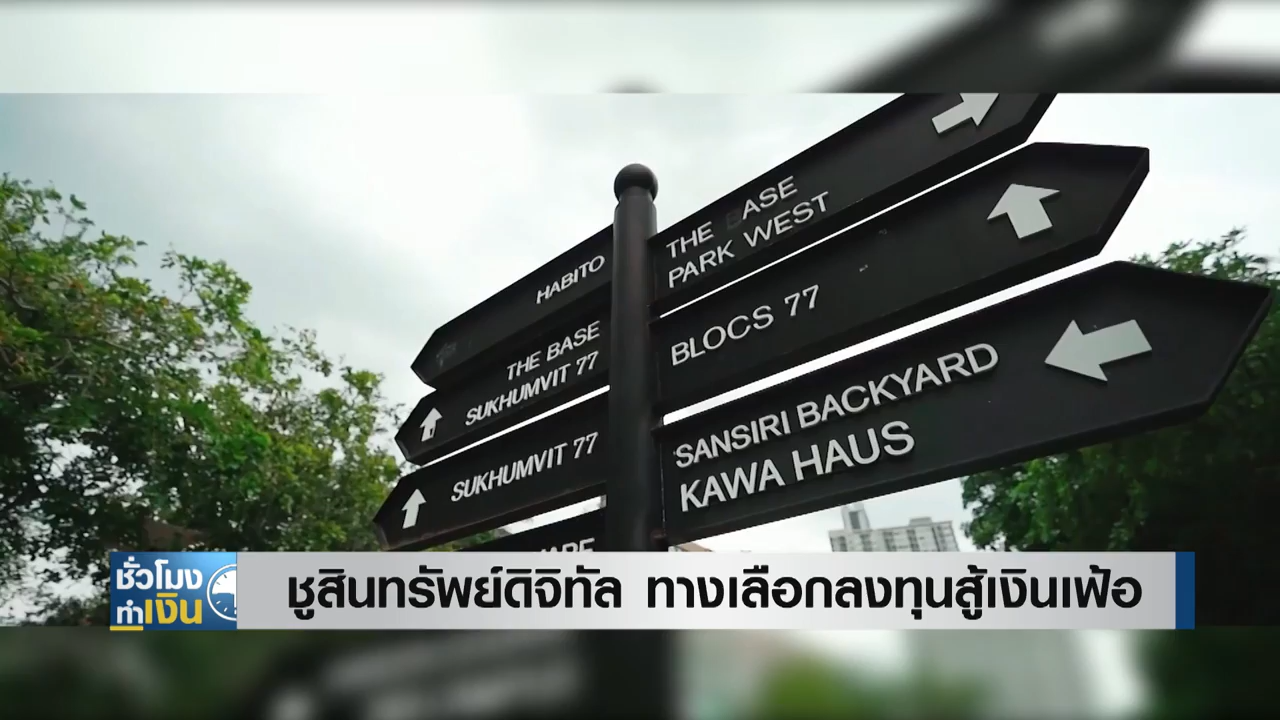 HABITO
THE BASE
SUKHUMVIT 77
SUKHUMVIT 77
THE BASE
PARK WEST
BLOCS 77
SANSIRI BACKYARD
KAWA HAUS
ชั่วโมง
ทำเงิน
ชูสินทรัพย์ดิจิทัล ทางเลือกลงทุนสู้เงินเฟ้อ